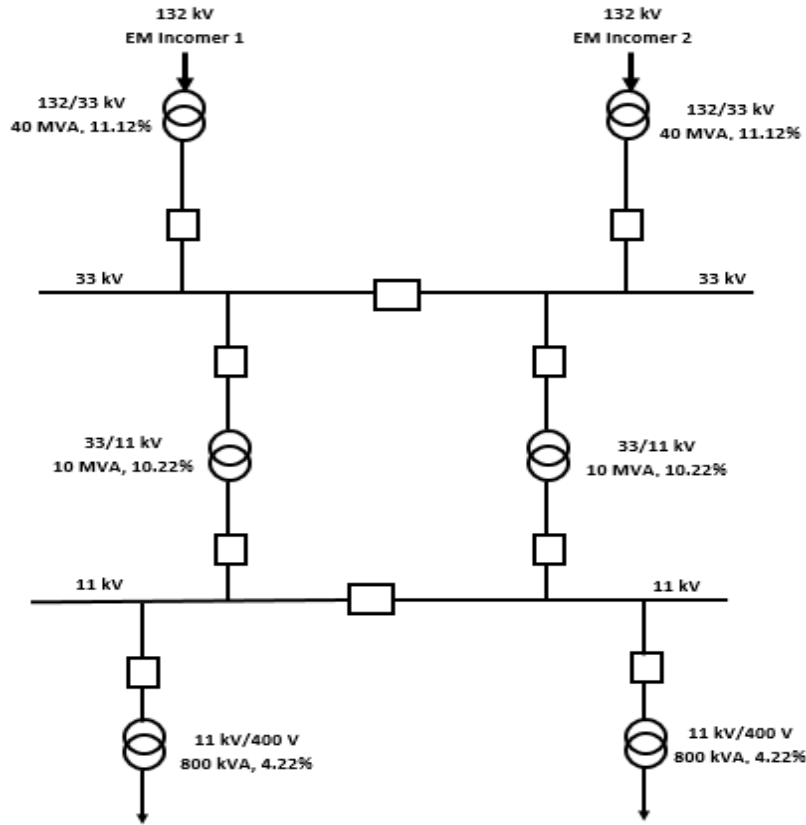 132 kV
EM Incomer 1
132 kV
EM Incomer 2
132/33 kV
40 MVA, 11.12%
132/33 kV
40 MVA, 11.12%
33 kV
33 kV
33/11 kV
10 MVA, 10.22%
33/11 kV
10 MVA, 10.22%
11 kV
11 kV
11 kV/400 V
800 kVA, 4.22%
11 kV/400 V
800 kVA, 4.22%